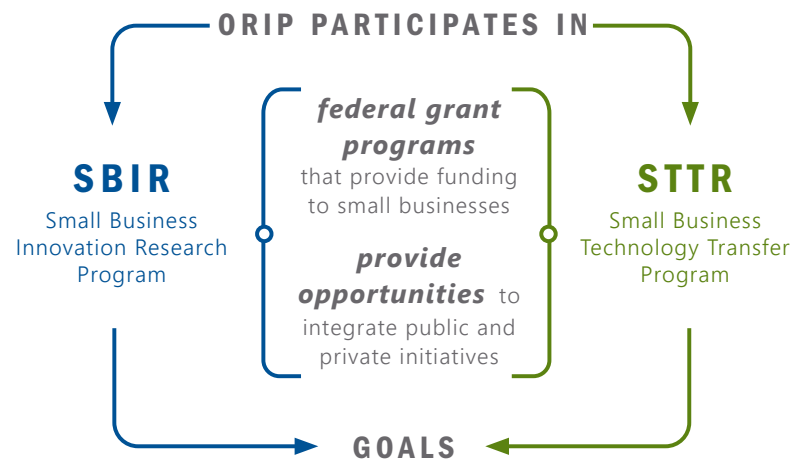 ORIP PARTICIPATES IN
SBIR
Small Business
Innovation Research
Program
federal grant
programs
that provide funding
to small businesses
provide
opportunities to
integrate public and
private initiatives
STTR
Small Business
Technology Transfer
Program
GOALS